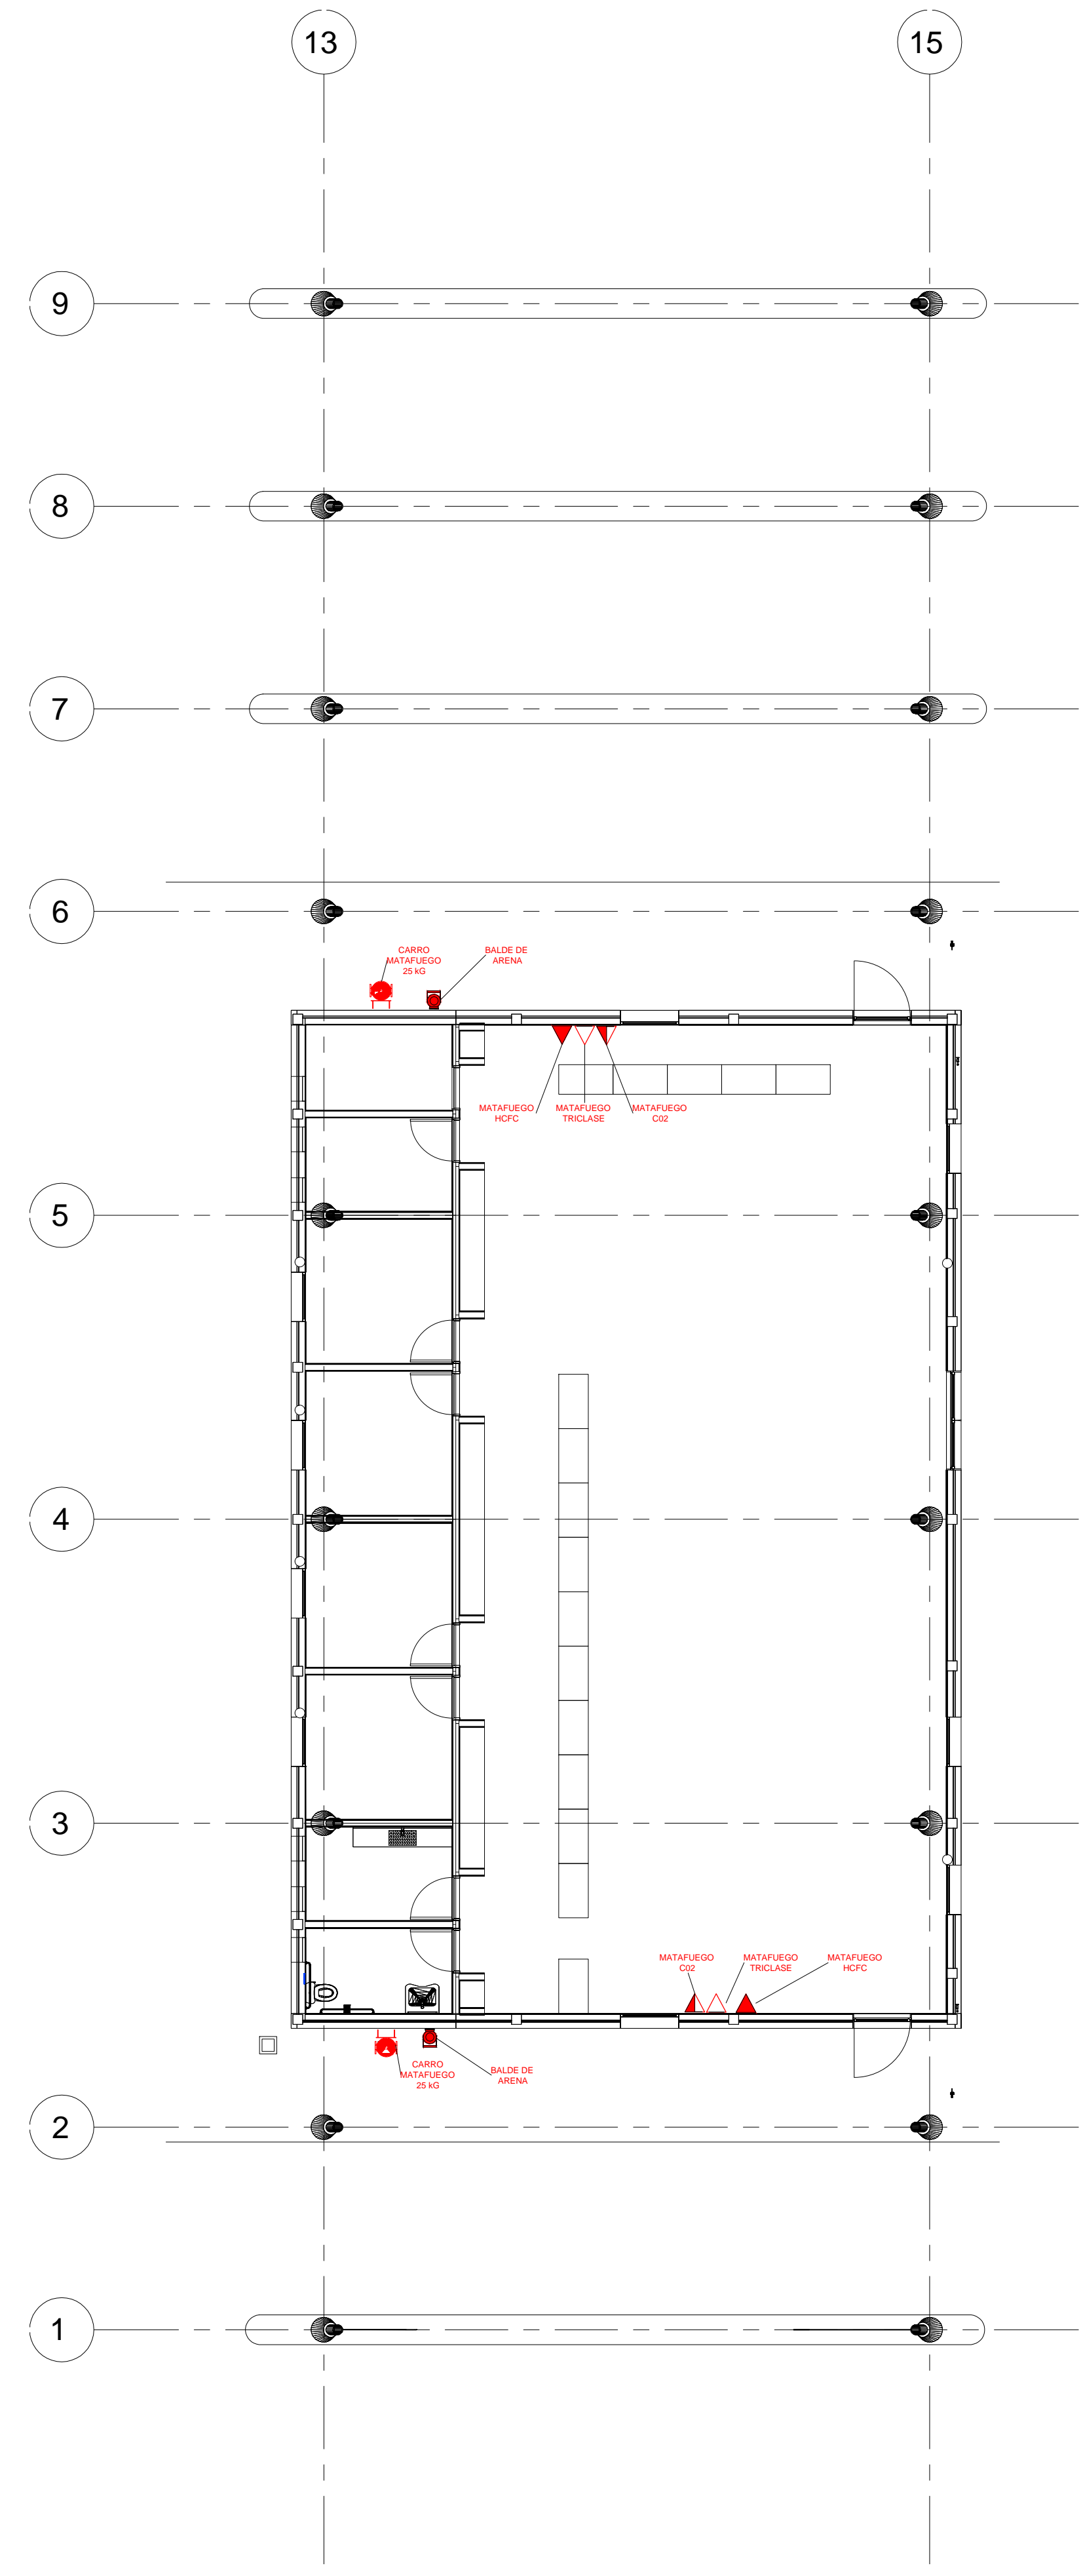 13
15
9
8
7
6
CARRO
MATAFUEGO
25 kG
BALDE DE
ARENA
MATAFUEGO
HCFC
MATAFUEGO
TRICLASE
MATAFUEGO
C02
5
4
3
MATAFUEGO
C02
MATAFUEGO
TRICLASE
MATAFUEGO
HCFC
CARRO
MATAFUEGO
25 kG
BALDE DE
ARENA
2
1